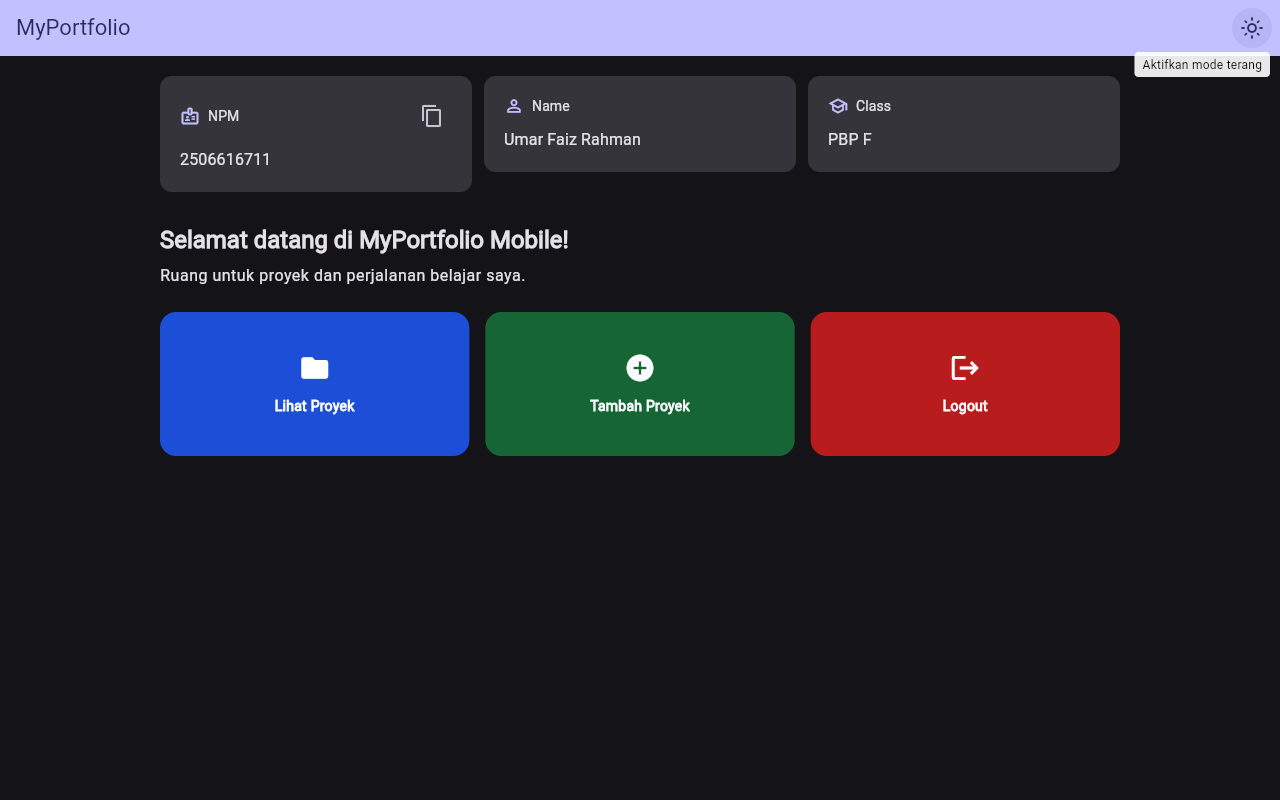 MyPortfolio
Aktifkan mode terang
NPM
2506616711
Name
Umar Faiz Rahman
Class
PBP F
Selamat datang di MyPortfolio Mobile!
Ruang untuk proyek dan perjalanan belajar saya.
Lihat Proyek
Tambah Proyek
Logout